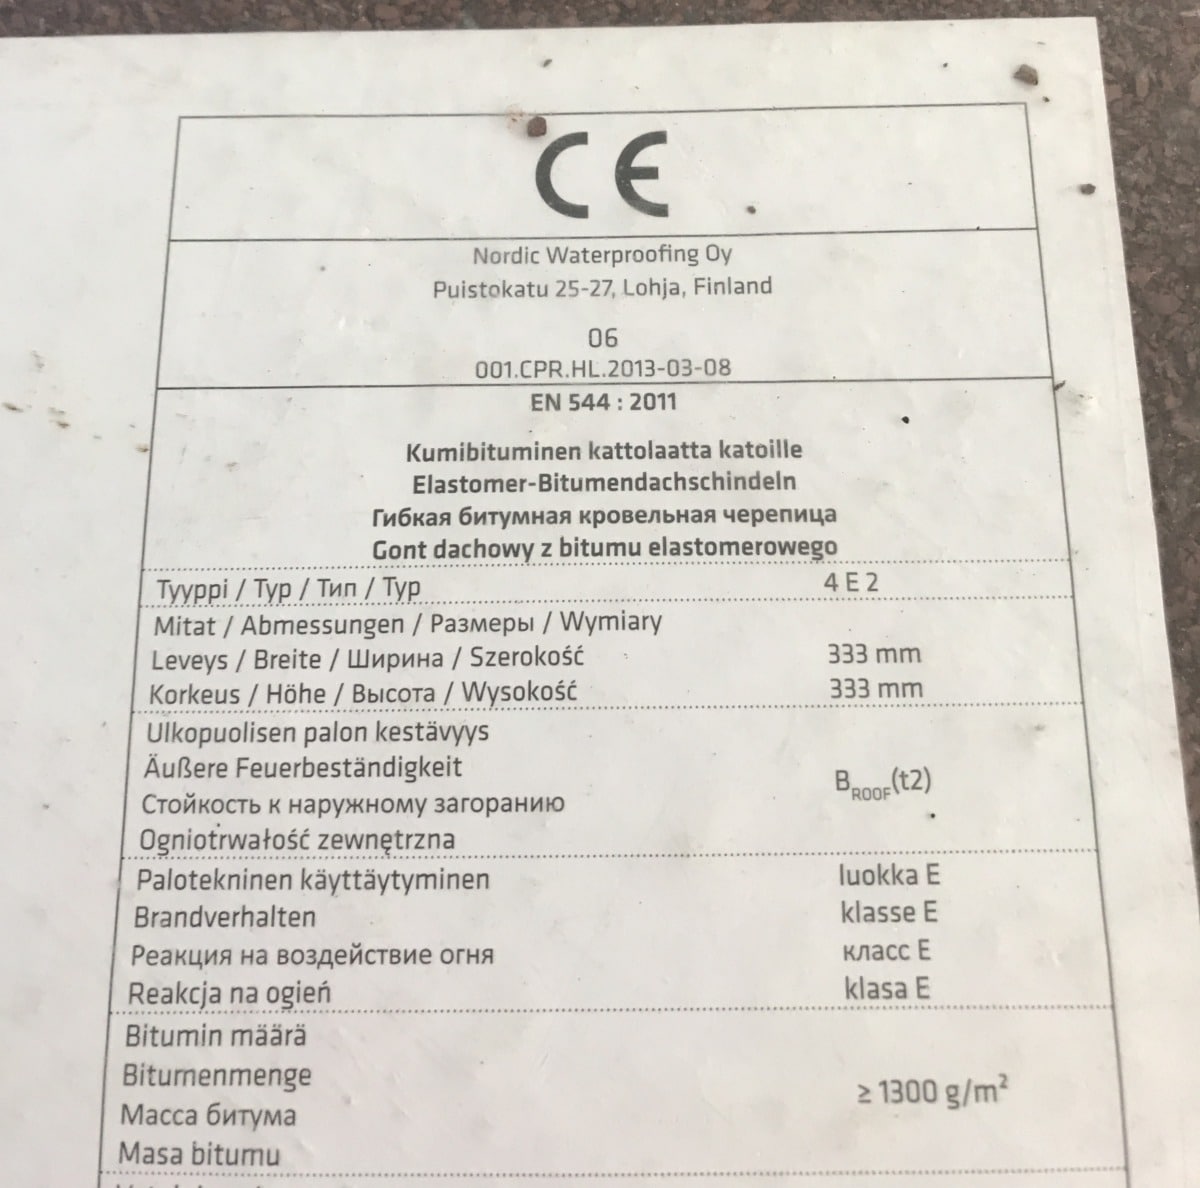 CE
Nordic Waterproofing Oy
Puistokatu 25-27, Lohja, Finland
06
001.CPR.HL.2013-03-08
EN 544 : 2011
Kumibituminen kattolaatta katoille
Elastomer-Bitumendachschindeln
Гибкая битумная кровельная черепица
Gont dachowy z bitumu elastomerowego
Tyyppi / Typ / Тип / Typ 4 E 2
Mitat / Abmessungen / Размеры / Wymiary
Leveys / Breite / Ширина / Szerokość 333 mm
Korkeus / Höhe / Высота / Wysokość 333 mm
Ulkopuolisen palon kestävyys
Äußere Feuerbeständigkeit
BROOF(t2)
Стойкость к наружному загоранию
Ogniotrwałość zewnętrzna
Palotekninen käyttäytyminen luokka E
Brandverhalten klasse E
Реакция на воздействие огня класс E
Reakcja na ogień klasa E
Bitumin määrä
Bitumenmenge
≥ 1300 g/m²
Масса битума
Masa bitumu